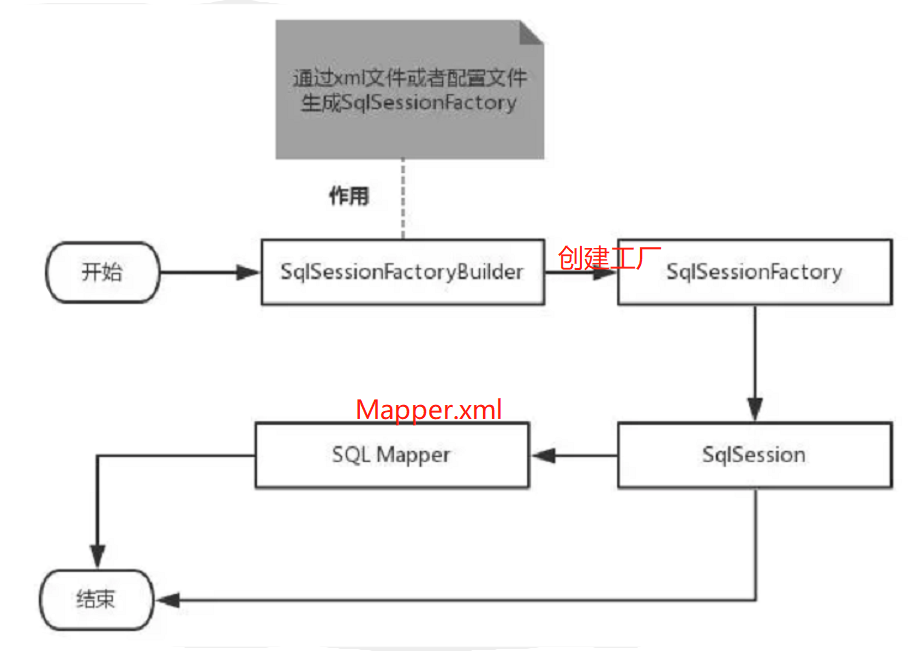 通过xml文件或者配置文件
生成SqlSessionFactory
作用
开始
SqlSessionFactoryBuilder
创建工厂
SqlSessionFactory
Mapper.xml
SQL Mapper
SqlSession
结束